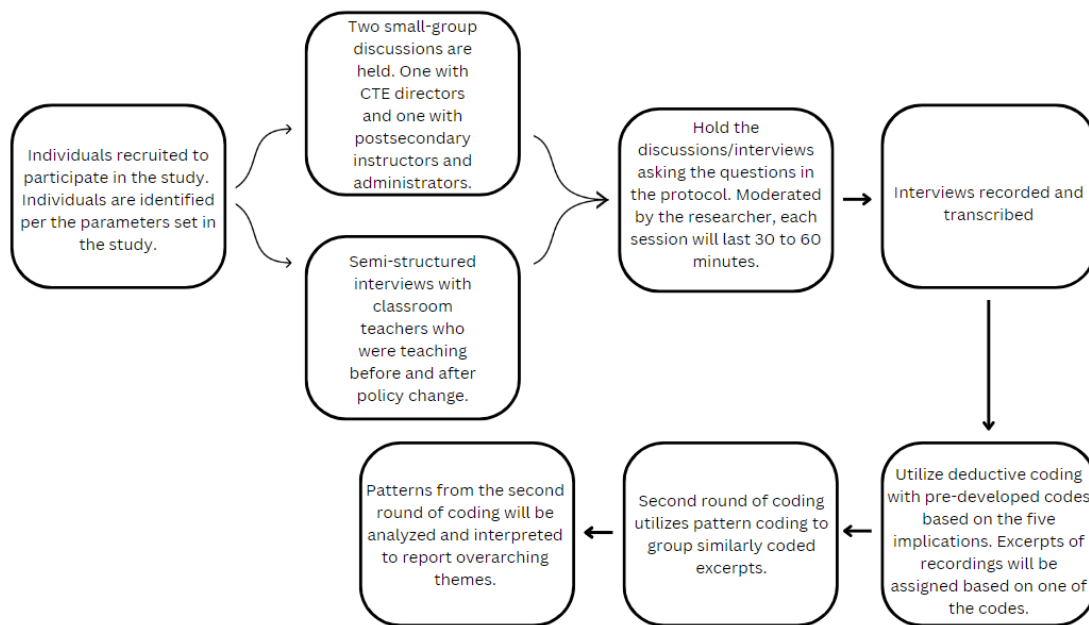 Individuals recruited to
participate in the study.
Individuals are identified
per the parameters set in
the study.
Two small-group
discussions are
held. One with
CTE directors
and one with
postsecondary
instructors and
administrators.
Semi-structured
interviews with
classroom
teachers who
were teaching
before and after
policy change.
Hold the
discussions/interviews
asking the questions
in the protocol. Moderated
by the researcher, each
session will last 30 to 60
minutes.
Interviews recorded and
transcribed
Utilize deductive coding
with pre-developed codes
based on the five
implications. Excerpts of
recordings will be
assigned based on one of
the codes.
Second round of coding
utilizes pattern coding to
group similarly coded
excerpts.
Patterns from the second
round of coding will be
analyzed and interpreted
to report overarching
themes.